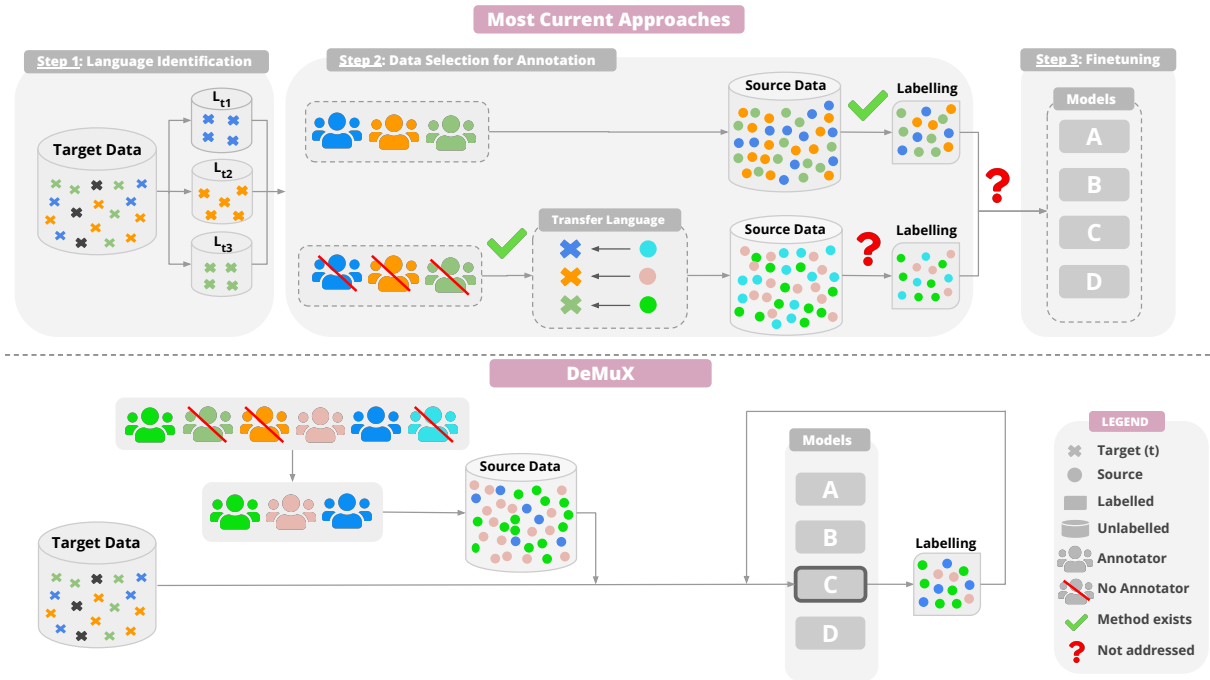 Most Current Approaches
Step 1: Language Identification
Step 2: Data Selection for Annotation
Step 3: Finetuning
Target Data
Lt1
Lt2
Lt3
Source Data
Labelling
Transfer Language
Source Data
Labelling
Models
A
B
C
D
DeMuX
Target Data
Source Data
Models
A
B
C
D
Labelling
LEGEND
Target (t)
Source
Labelled
Unlabelled
Annotator
No Annotator
Method exists
Not addressed